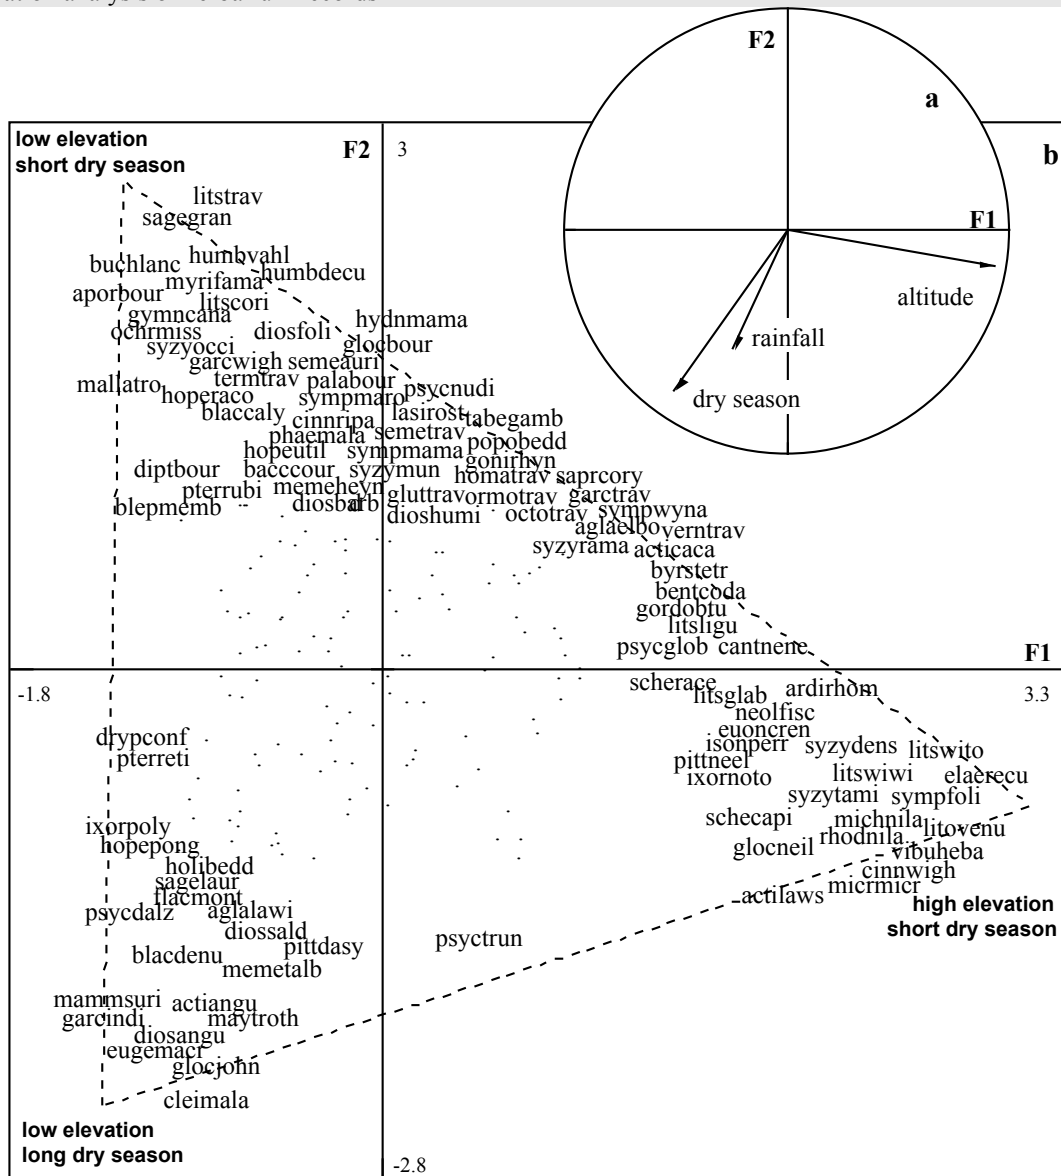 F2
a
low elevation
short dry season
F2
3
b
litstrav
sagegran
F1
humbvahl
buchlanc
humbdecu
myrifama
aporbour
litscori
altitude
gymncana
hydnmama
ochrmiss
diosfoli
rainfall
syzyocci
glocbour
garcwigh
semeauri
termtrav
palabour
mallatro
psycnudi
hoperaco
sympmaro
dry season
blaccaly
lasirost
tabegamb
cinnripa
phaemala
semetrav
popobedd
hopeutil
sympmama
gonirhyn
diptbour
bacccour
syzymun
homatrav
saprcory
pterrubi
memeheyn
gluttrav
ormotrav
garctrav
blepmemb
diosbar
dioshumi
octotrav
sympwyna
aglaelbo
verntrav
syzyrama
acticaca
byrstetr
bentcoda
gordobtu
litsligu
psycglob
cantnene
F1
-1.8
scherace
litsglab
ardirhom
3.3
neolfisc
euoncren
drypconf
isonperr
syzydens
litswito
pterreti
pittneel
ixornoto
litswiwi
elaerecu
syzytami
sympfoli
schecapi
michnila
ixorpoly
rhodnila
litovenu
hopepong
glocneil
vibuheba
holibedd
cinnwigh
sagelaur
micrmicr
flacmont
actilaws
high elevation
short dry season
psycdalz
aglalawi
diossald
psyctrun
blacdenu
pittdasy
memetalb
mammsuri
actiangu
garcindi
maytroth
diosangu
eugemacr
glocjohn
cleimala
low elevation
long dry season
-2.8